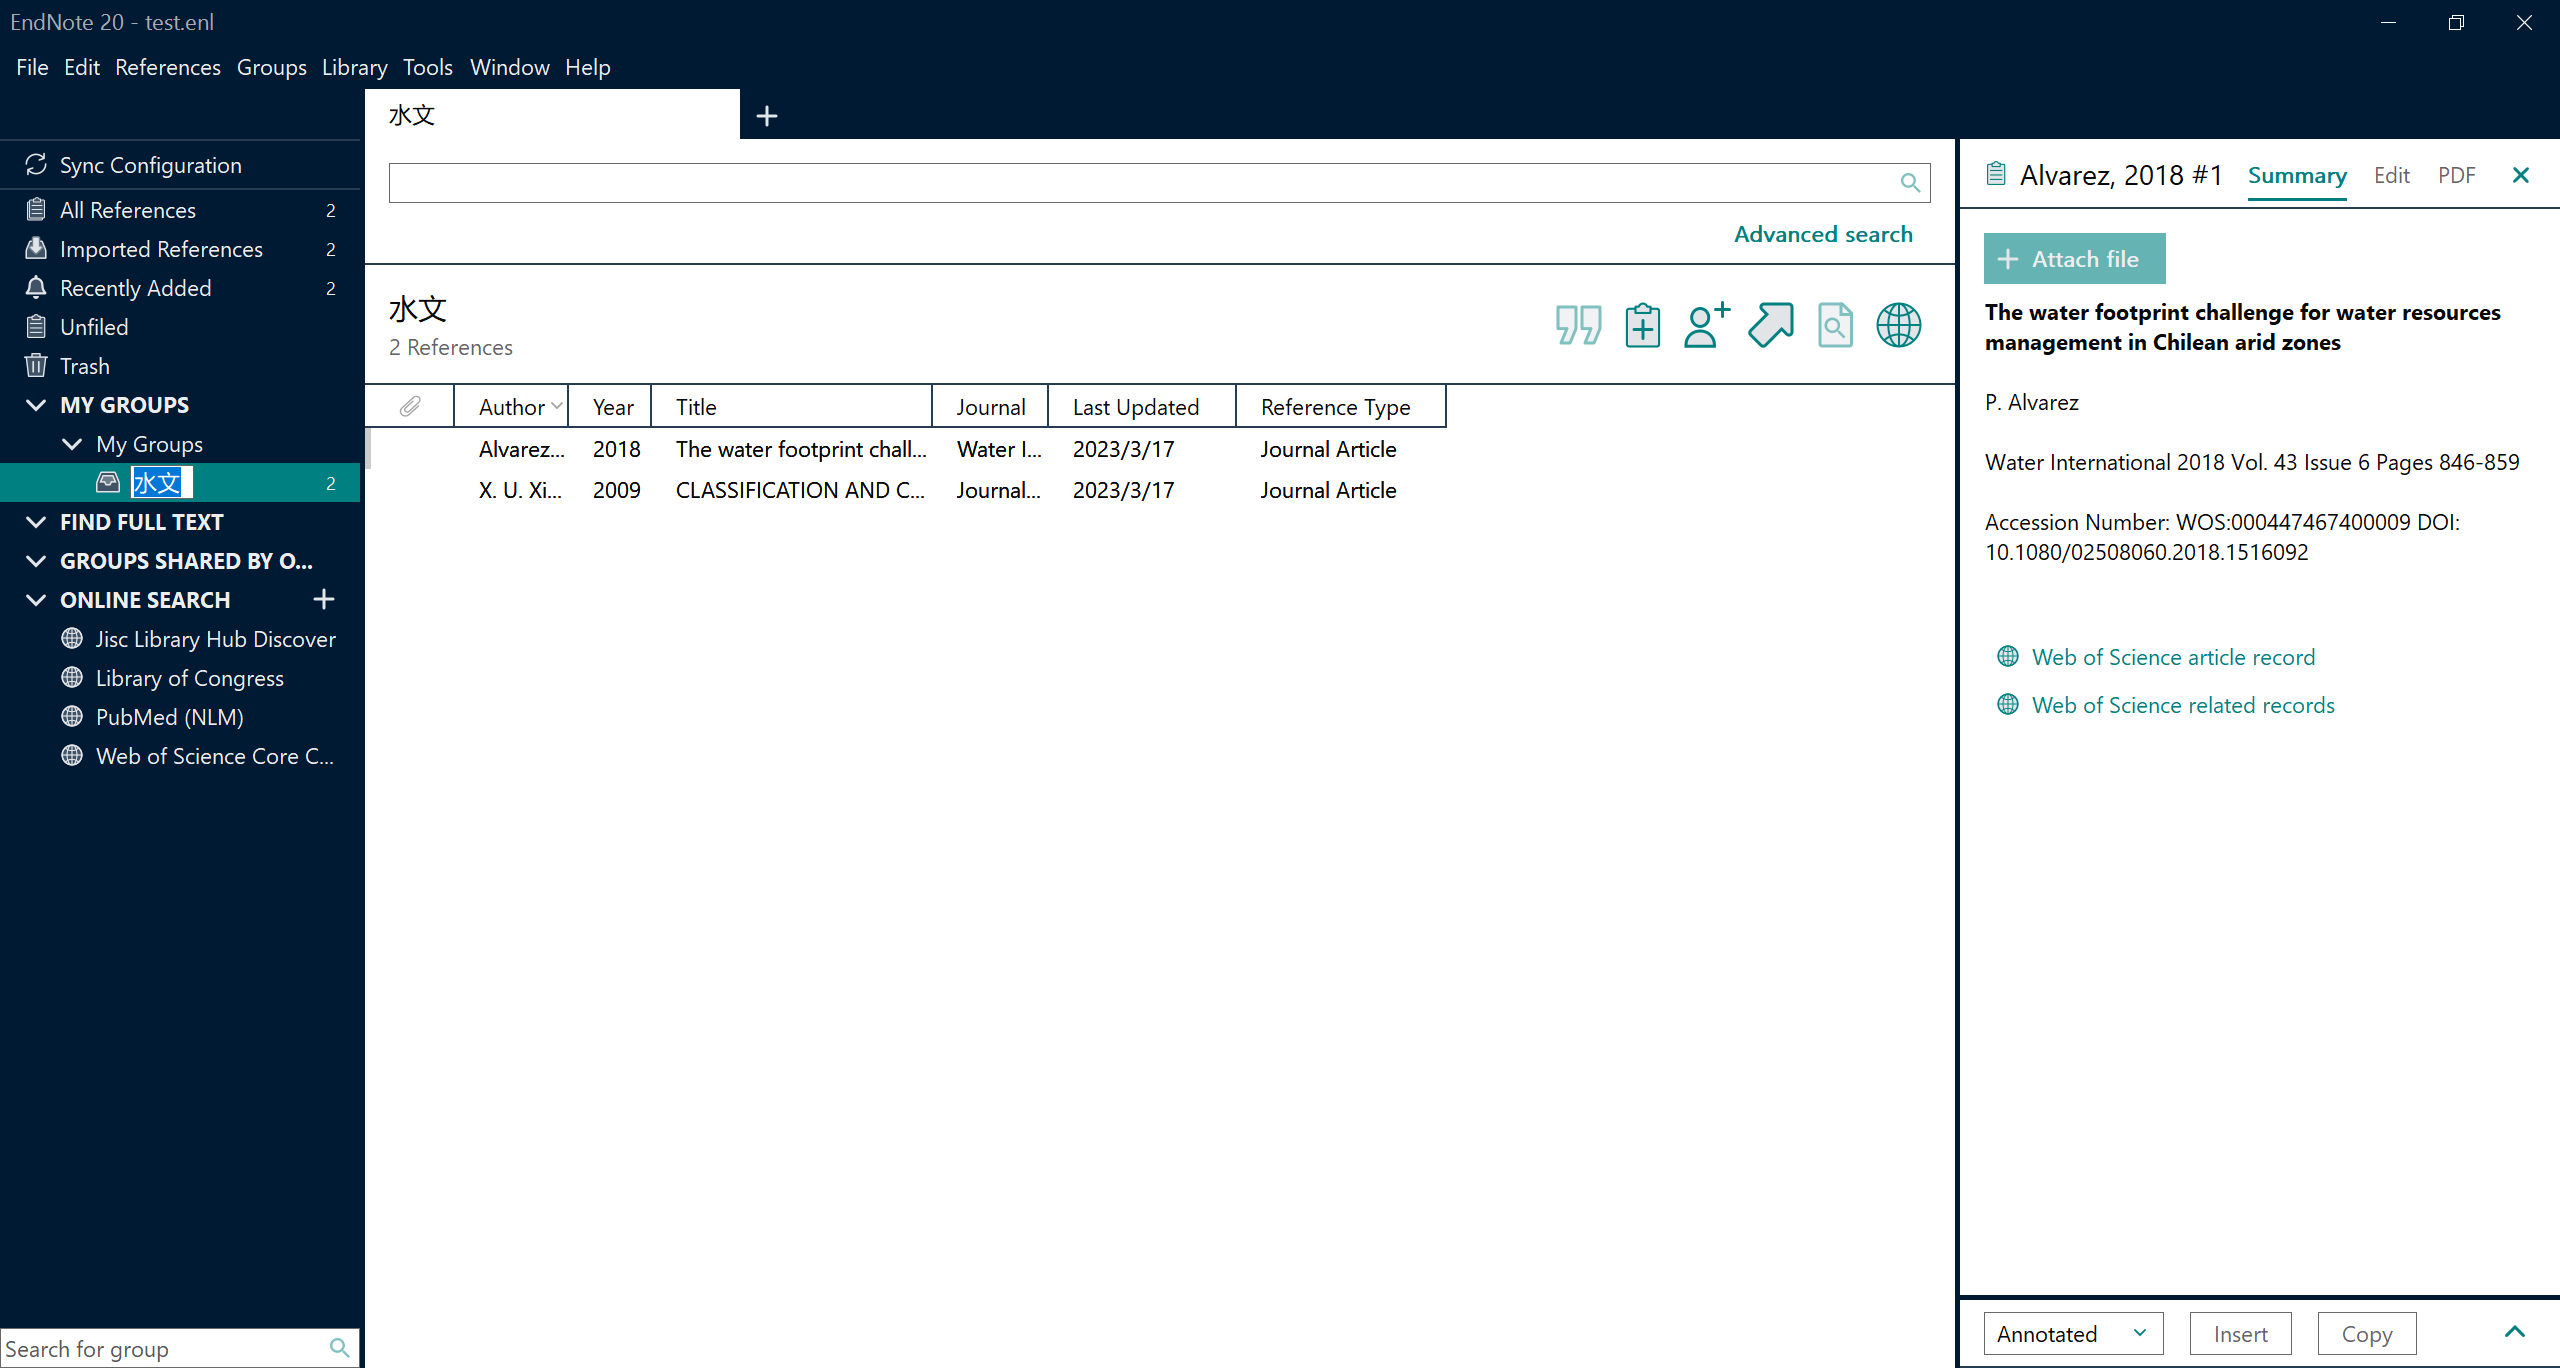 EndNote 20 - test.enl
File Edit References Groups Library Tools Window Help
水文
Sync Configuration
All References 2
Imported References 2
Recently Added 2
Unfiled
Trash
MY GROUPS
My Groups
水文 2
FIND FULL TEXT
GROUPS SHARED BY O...
ONLINE SEARCH
Jisc Library Hub Discover
Library of Congress
PubMed (NLM)
Web of Science Core C...
Search for group
Advanced search
水文
2 References
Author Year Title Journal Last Updated Reference Type
Alvarez... 2018 The water footprint chall... Water I... 2023/3/17 Journal Article
X. U. Xi... 2009 CLASSIFICATION AND C... Journal... 2023/3/17 Journal Article
Alvarez, 2018 #1 Summary Edit PDF
Attach file
The water footprint challenge for water resources
management in Chilean arid zones
P. Alvarez
Water International 2018 Vol. 43 Issue 6 Pages 846-859
Accession Number: WOS:000447467400009 DOI:
10.1080/02508060.2018.1516092
Web of Science article record
Web of Science related records
Annotated Insert Copy